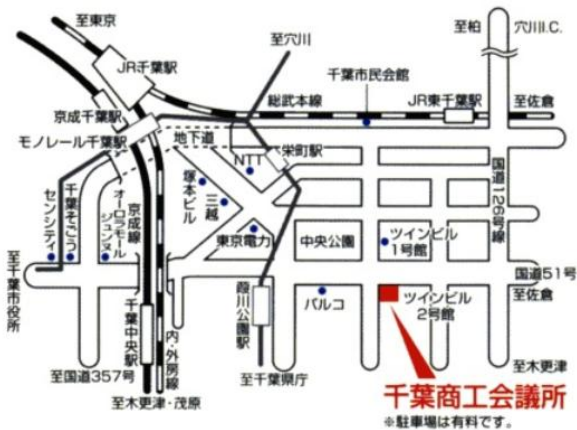 至東京
至穴川
至柏
穴川I.C.
JR千葉駅
千葉市民会館
京成千葉駅
総武本線
JR東千葉駅
至佐倉
モノレール千葉駅
地下道
栄町駅
NTT
国道126号線
センシティ
千葉そごう
オーロラモール
ジュンヌ
京成線
塚本ビル
三越
東京電力
中央公園
ツインビル
1号館
至千葉市役所
国道51号
至佐倉
千葉中央駅
内・外房線
葭川公園駅
パルコ
ツインビル
2号館
至国道357号
至千葉県庁
至木更津
至木更津・茂原
千葉商工会議所
※駐車場は有料です。